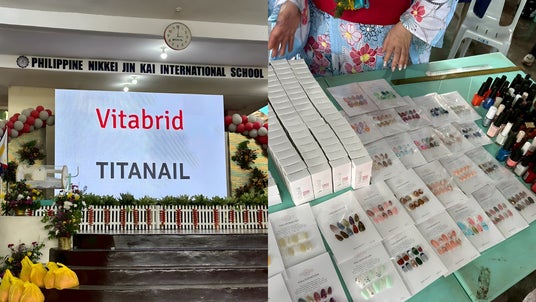 PHILIPPINE NIKKEI JIN KAI INTERNATIONAL SCHOOL
Vitabrid
TITANAIL